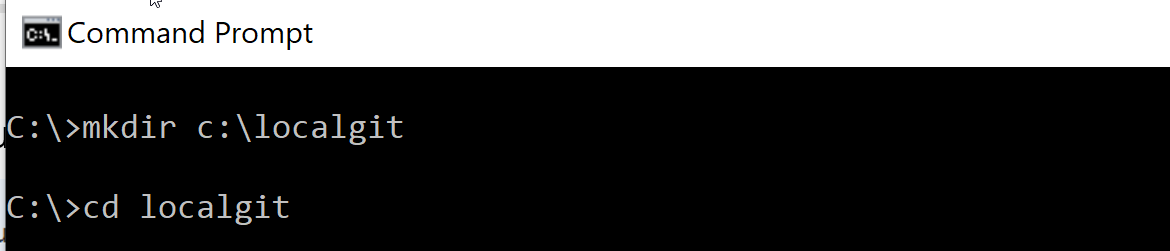 Command Prompt
C:\>mkdir c:\localgit
C:\>cd localgit